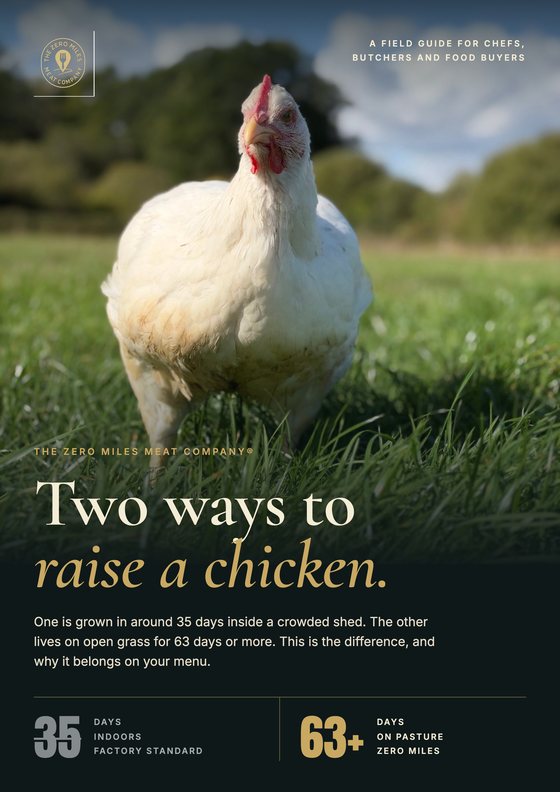 THE ZERO MILES
MEAT COMPANY
A FIELD GUIDE FOR CHEFS,
BUTCHERS AND FOOD BUYERS
THE ZERO MILES MEAT COMPANY®
Two ways to
raise a chicken.
One is grown in around 35 days inside a crowded shed. The other
lives on open grass for 63 days or more. This is the difference, and
why it belongs on your menu.
35
DAYS
INDOORS
FACTORY STANDARD
63+
DAYS
ON PASTURE
ZERO MILES